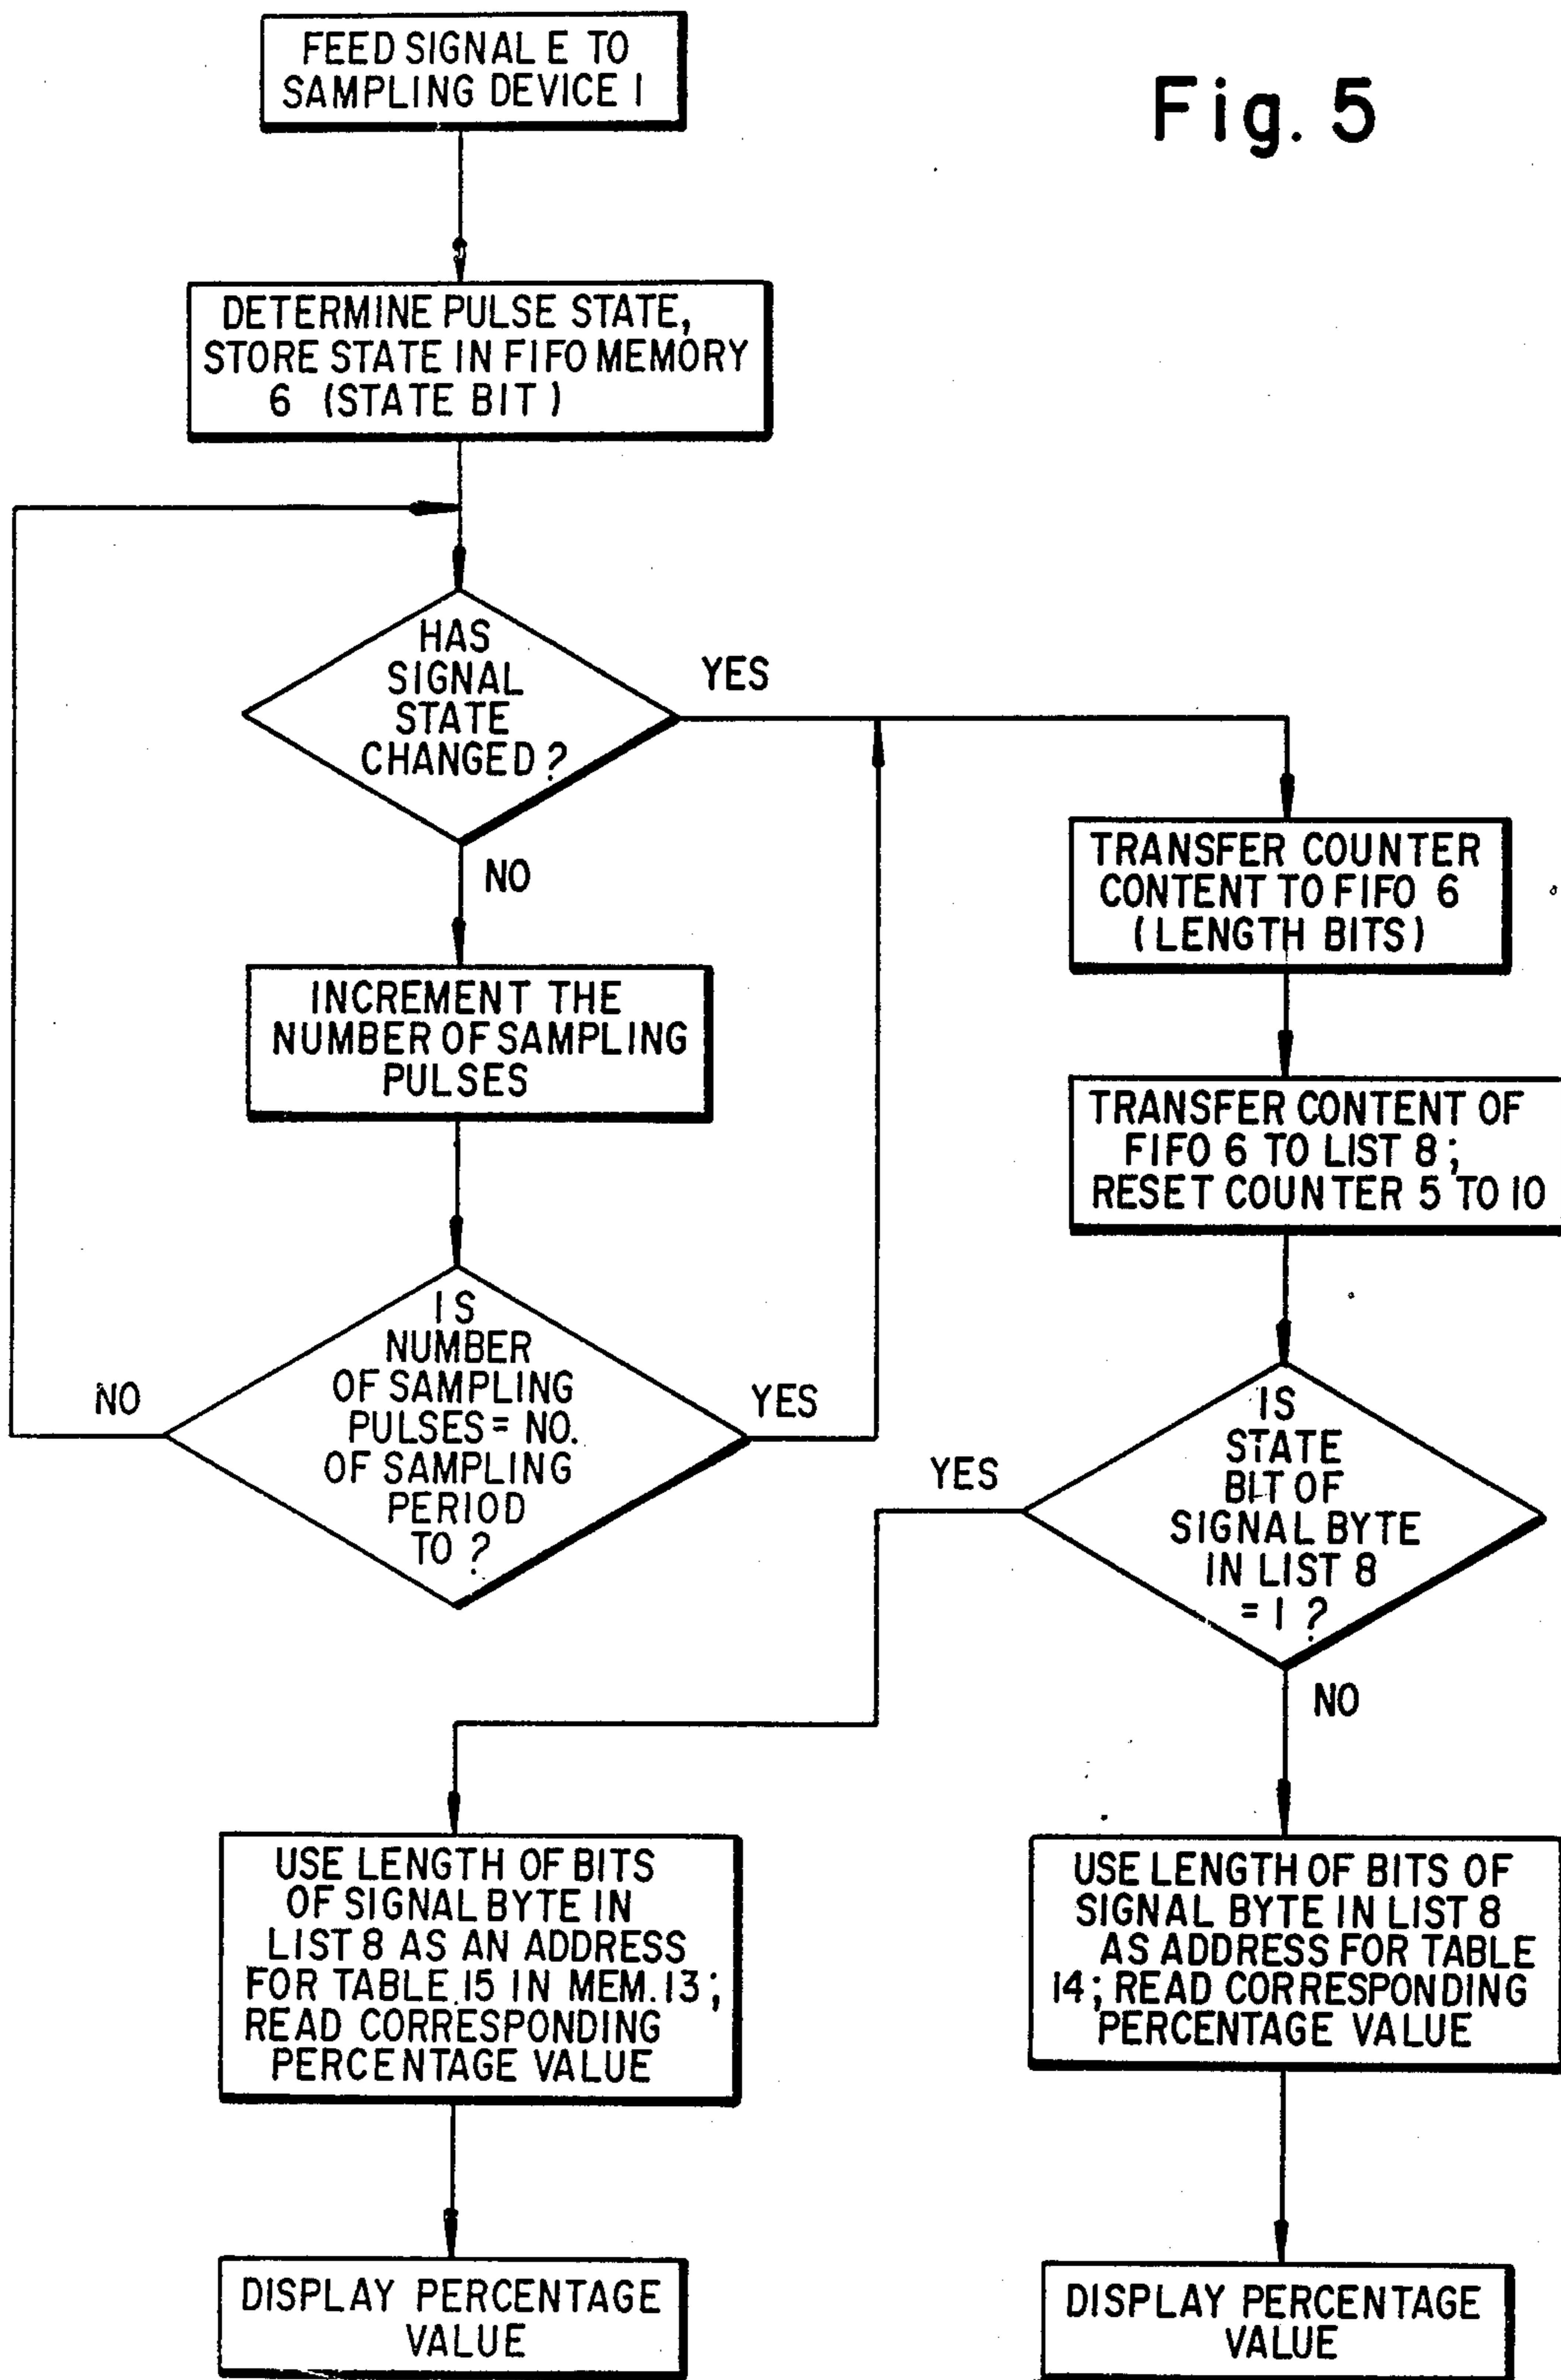 Fig. 5
FEED SIGNAL E TO
SAMPLING DEVICE 1
DETERMINE PULSE STATE,
STORE STATE IN FIFO MEMORY
6 (STATE BIT)
HAS
SIGNAL
STATE
CHANGED?
YES
NO
INCREMENT THE
NUMBER OF SAMPLING
PULSES
IS
NUMBER
OF SAMPLING
PULSES = NO.
OF SAMPLING
PERIOD
TO ?
NO
YES
TRANSFER COUNTER
CONTENT TO FIFO 6
(LENGTH BITS)
TRANSFER CONTENT OF
FIFO 6 TO LIST 8;
RESET COUNTER 5 TO 10
IS
STATE
BIT OF
SIGNAL BYTE
IN LIST 8
= 1 ?
YES
NO
USE LENGTH OF BITS
OF SIGNAL BYTE IN
LIST 8 AS AN ADDRESS
FOR TABLE 15 IN MEM. 13;
READ CORRESPONDING
PERCENTAGE VALUE
USE LENGTH OF BITS OF
SIGNAL BYTE IN LIST 8
AS ADDRESS FOR TABLE
14; READ CORRESPONDING
PERCENTAGE VALUE
DISPLAY PERCENTAGE
VALUE
DISPLAY PERCENTAGE
VALUE